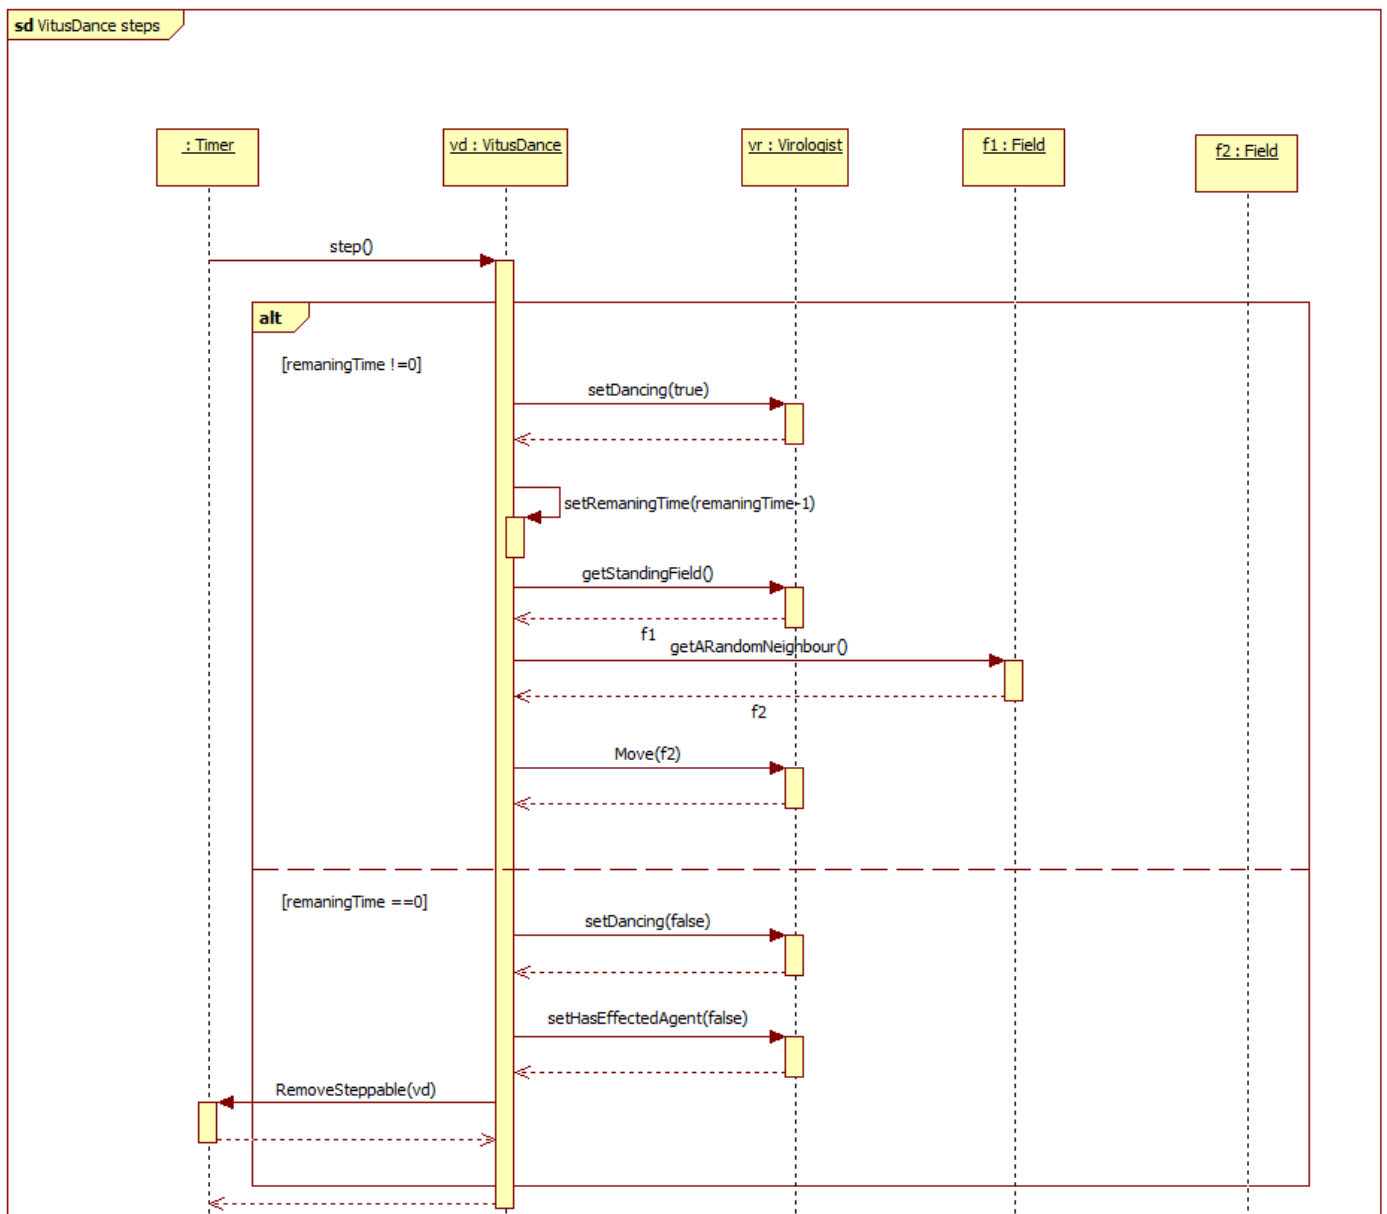 sd VitusDance steps
: Timer
vd : VitusDance
vr : Virologist
f1 : Field
f2 : Field
step()
alt
[remaningTime !=0]
setDancing(true)
setRemaningTime(remaningTime-1)
getStandingField()
f1
getARandomNeighbour()
f2
Move(f2)
[remaningTime ==0]
setDancing(false)
setHasEffectedAgent(false)
RemoveSteppable(vd)